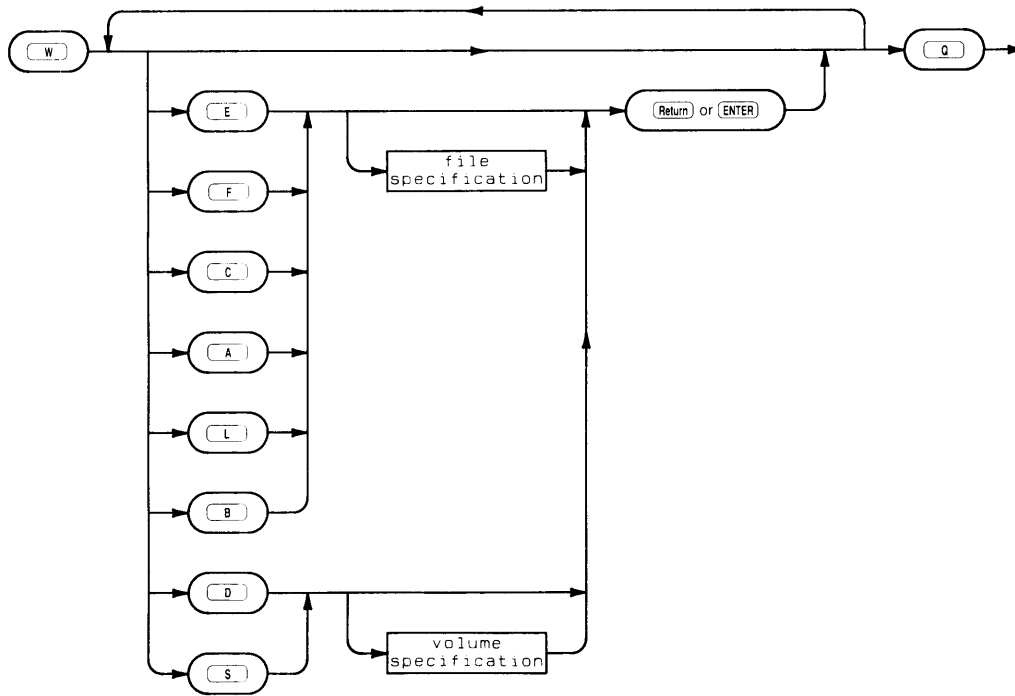 W
Q
E
Return or ENTER
file
specification
F
C
A
L
B
D
volume
specification
S